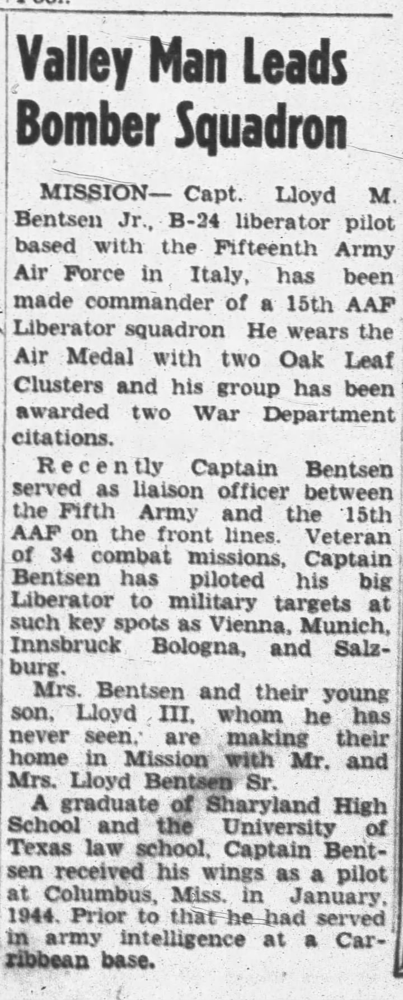 Valley Man Leads
Bomber Squadron
MISSION— Capt. Lloyd M.
Bentsen Jr., B-24 liberator pilot
based with the Fifteenth Army
Air Force in Italy, has been
made commander of a 15th AAF
Liberator squadron He wears the
Air Medal with two Oak Leaf
Clusters and his group has been
awarded two War Department
citations.
Recently Captain Bentsen
served as liaison officer between
the Fifth Army and the 15th
AAF on the front lines. Veteran
of 34 combat missions, Captain
Bentsen has piloted his big
Liberator to military targets at
such key spots as Vienna, Munich,
Innsbruck Bologna, and Salz-
burg.
Mrs. Bentsen and their young
son, Lloyd III, whom he has
never seen, are making their
home in Mission with Mr. and
Mrs. Lloyd Bentsen Sr.
A graduate of Sharyland High
School and the University of
Texas law school, Captain Bent-
sen received his wings as a pilot
at Columbus, Miss. in January,
1944. Prior to that he had served
in army intelligence at a Car-
ribbean base.